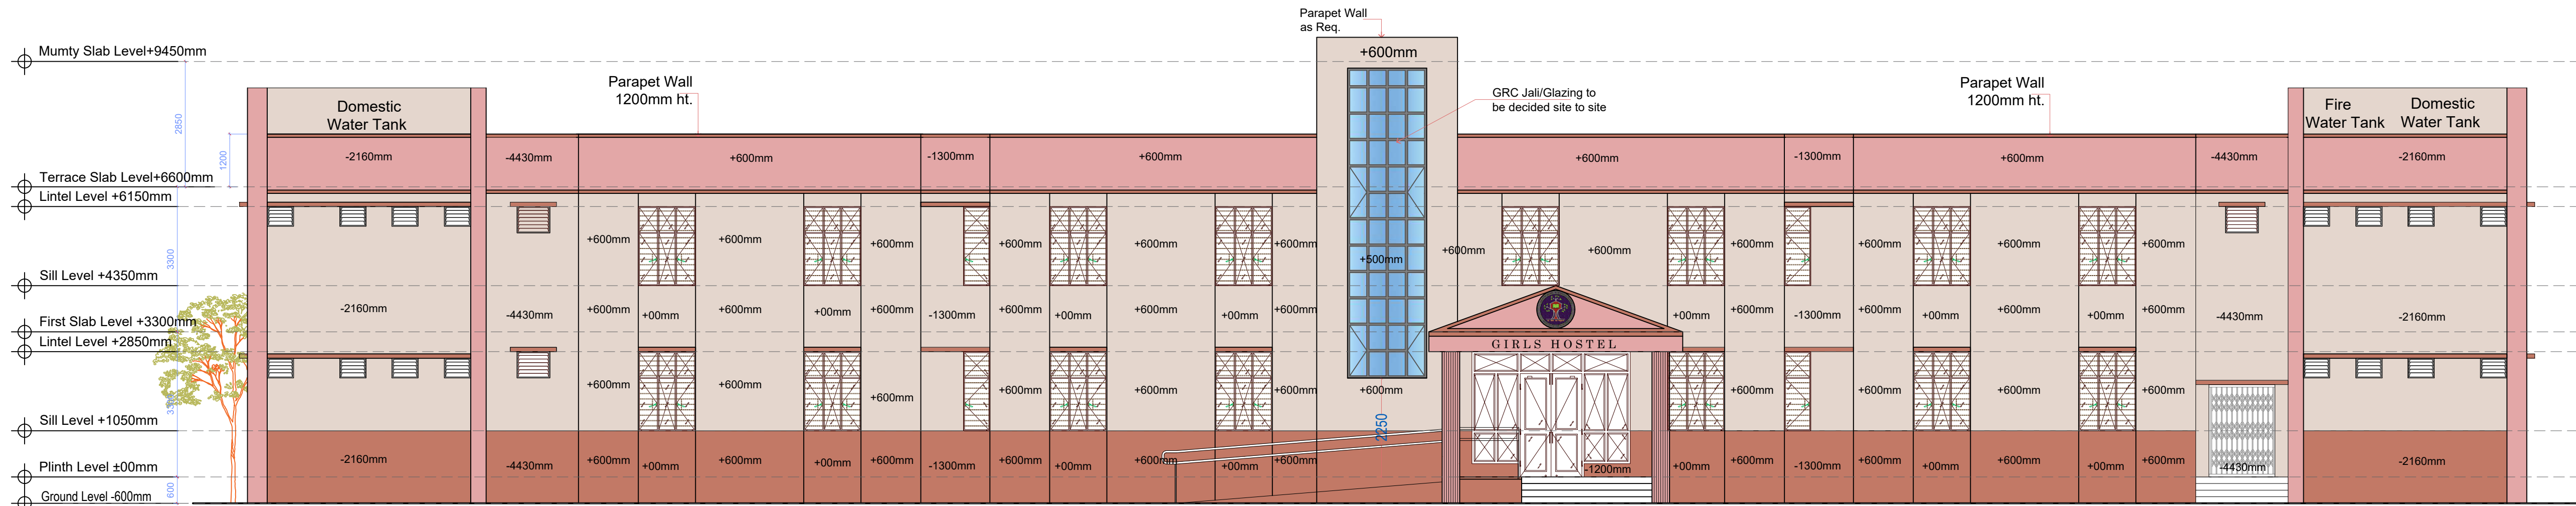 Parapet Wall
as Req.
Mumty Slab Level+9450mm
+600mm
Parapet Wall
1200mm ht.
Parapet Wall
1200mm ht.
GRC Jali/Glazing to
be decided site to site
Domestic
Water Tank
Fire
Water Tank
Domestic
Water Tank
2850
1200
-2160mm
-4430mm
+600mm
-1300mm
+600mm
+600mm
-1300mm
+600mm
-4430mm
-2160mm
Terrace Slab Level+6600mm
Lintel Level +6150mm
+600mm
+600mm
+600mm
+600mm
+600mm
+600mm
+600mm
+600mm
+600mm
+600mm
+600mm
+600mm
3300
+500mm
Sill Level +4350mm
-2160mm
-4430mm
+600mm
+00mm
+600mm
+00mm
+600mm
-1300mm
+600mm
+00mm
+600mm
+00mm
+600mm
+00mm
+600mm
-1300mm
+600mm
+00mm
+600mm
+00mm
+600mm
-4430mm
-2160mm
First Slab Level +3300mm
Lintel Level +2850mm
GIRLS HOSTEL
+600mm
+600mm
+600mm
+600mm
+600mm
+600mm
+600mm
+600mm
+600mm
+600mm
+600mm
2250
Sill Level +1050mm
-2160mm
-4430mm
+600mm
+00mm
+600mm
+00mm
+600mm
-1300mm
+600mm
+00mm
+600mm
+00mm
+600mm
-1200mm
+00mm
+600mm
-1300mm
+600mm
+00mm
+600mm
+00mm
+600mm
-4430mm
-2160mm
Plinth Level ±00mm
600
Ground Level -600mm